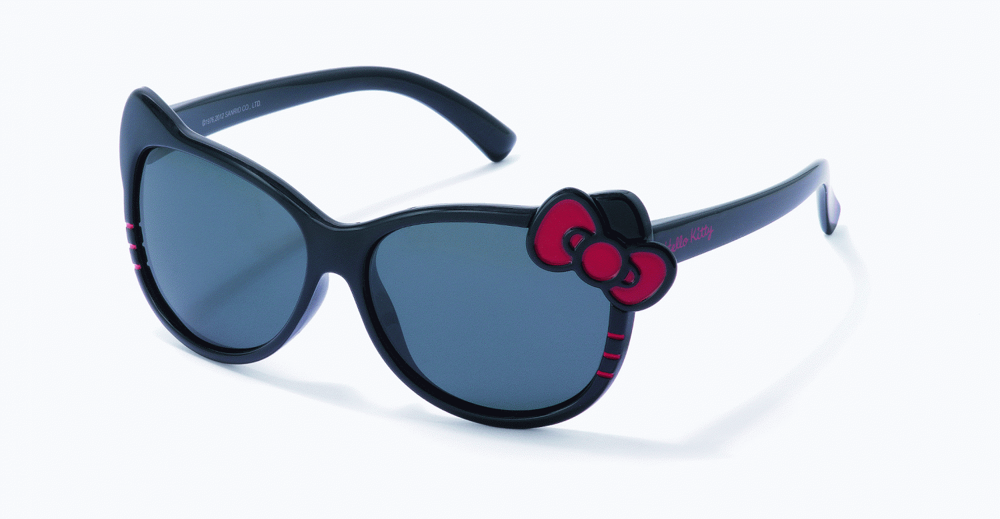 ©1976,2012 SANRIO CO., LTD.
Hello Kitty